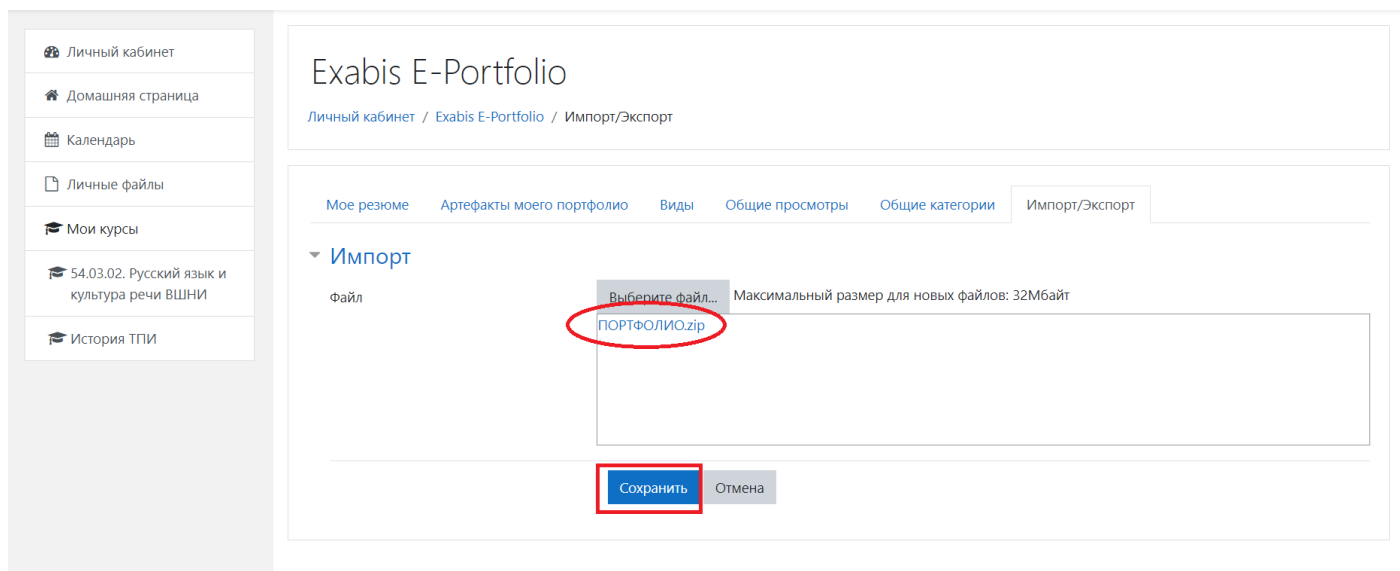 Личный кабинет
Домашняя страница
Календарь
Личные файлы
Мои курсы
54.03.02. Русский язык и
культура речи ВШНИ
История ТПИ
Exabis E-Portfolio
Личный кабинет / Exabis E-Portfolio / Импорт/Экспорт
Мое резюме Артефакты моего портфолио Виды Общие просмотры Общие категории Импорт/Экспорт
Импорт
Файл Выберите файл... Максимальный размер для новых файлов: 32Мбайт
ПОРТФОЛИО.zip
Сохранить Отмена